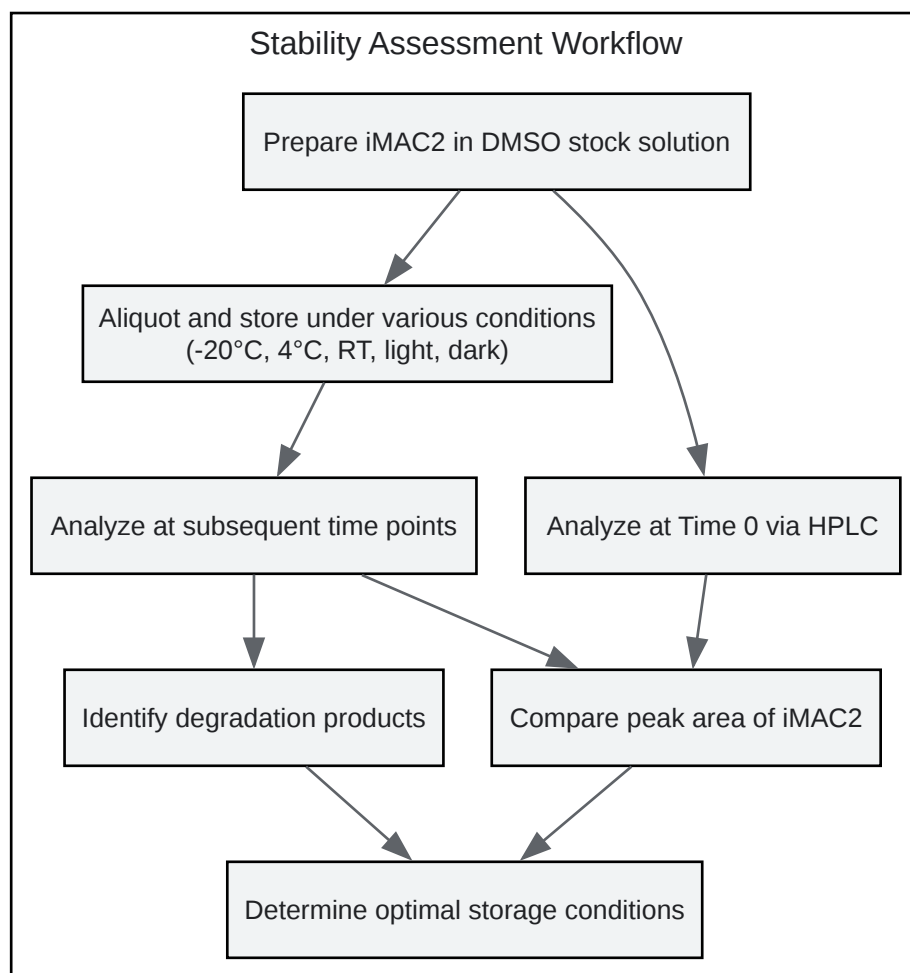 Stability Assessment Workflow
Prepare iMAC2 in DMSO stock solution
Aliquot and store under various conditions
(-20°C, 4°C, RT, light, dark)
Analyze at subsequent time points
Analyze at Time 0 via HPLC
Identify degradation products
Compare peak area of iMAC2
Determine optimal storage conditions